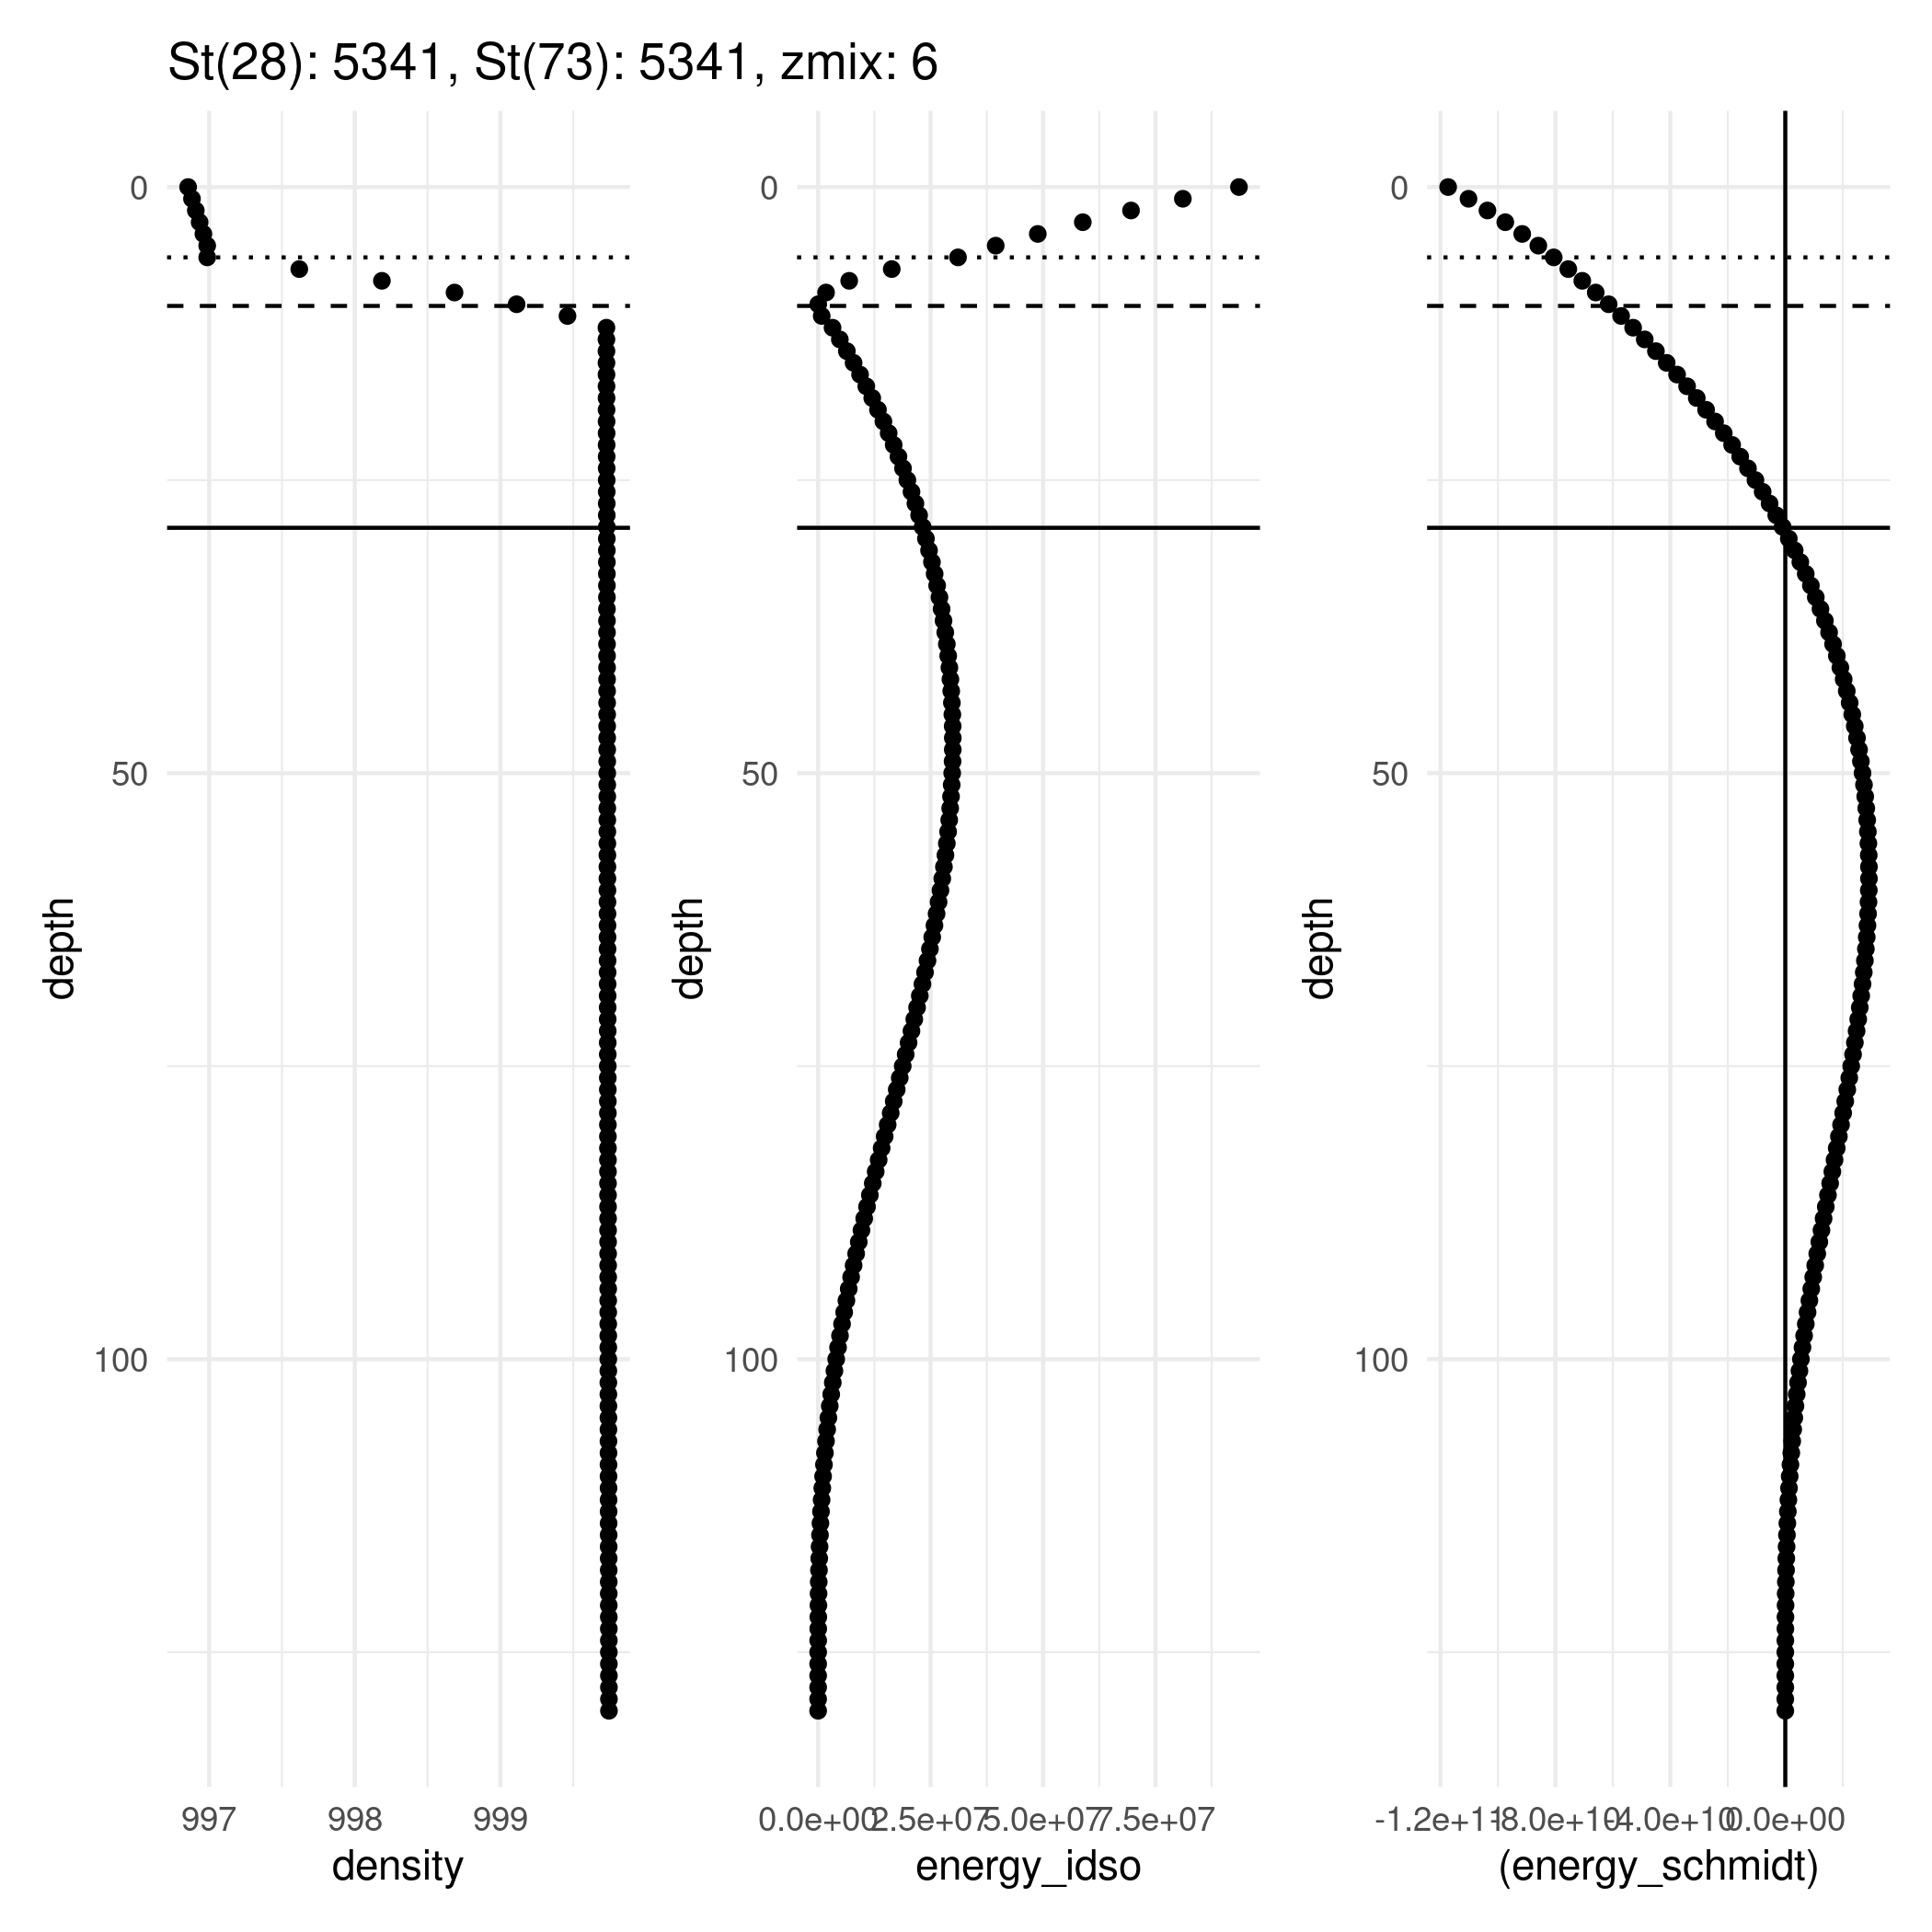 St(28): 5341, St(73): 5341, zmix: 6
0
50
100
depth
997 998 999
density
0
50
100
depth
0.0e+00 2.5e+07 5.0e+07 7.5e+07
energy_idso
0
50
100
depth
-1.2e+11 -8.0e+10 -4.0e+10 0.0e+00
(energy_schmidt)